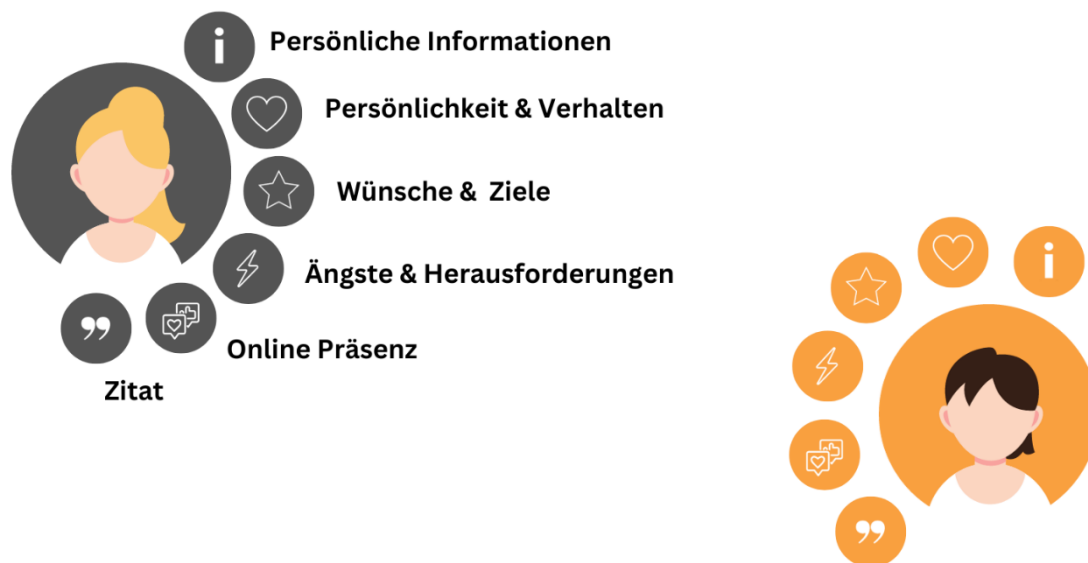 Persönliche Informationen
Persönlichkeit & Verhalten
Wünsche & Ziele
Ängste & Herausforderungen
Online Präsenz
Zitat